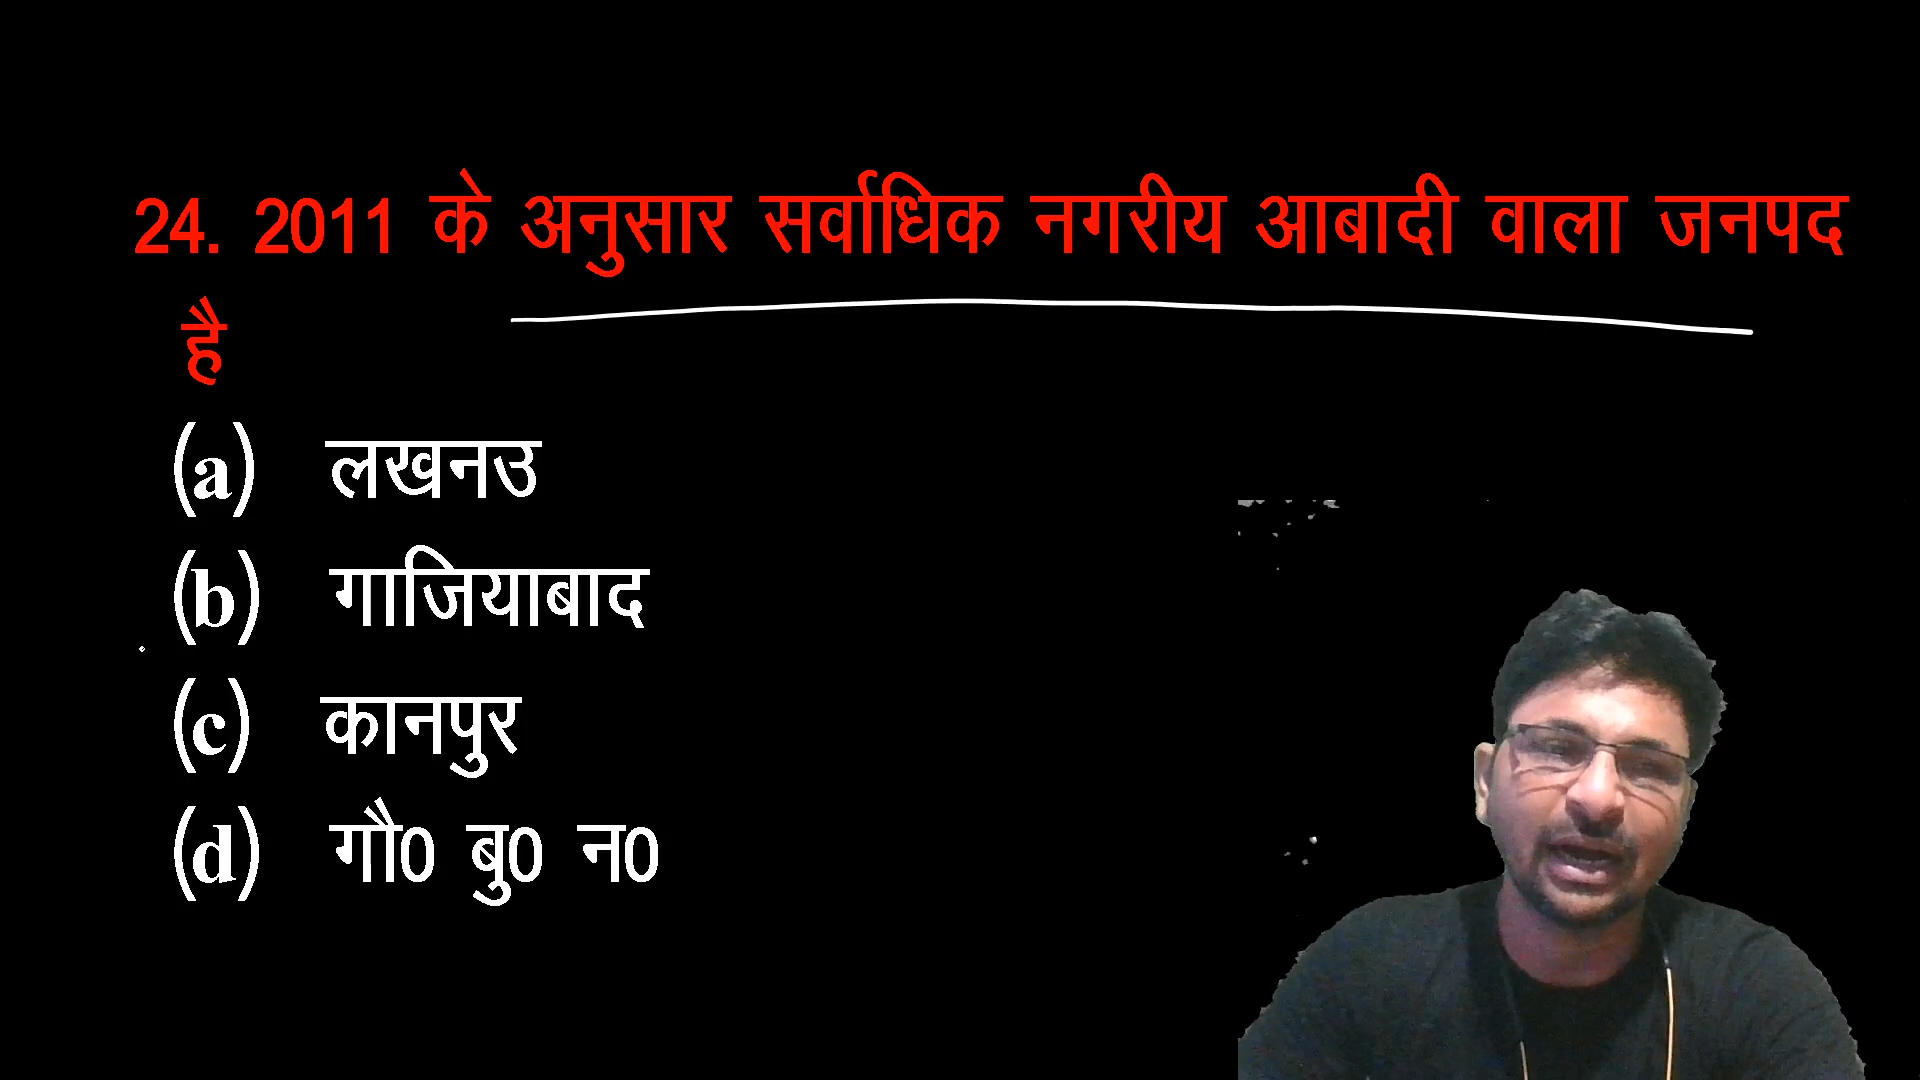 24. 2011 के अनुसार सर्वाधिक नगरीय आबादी वाला जनपद
है
(a) लखनउ
(b) गाजियाबाद
(c) कानपुर
(d) गौ0 बु0 न0